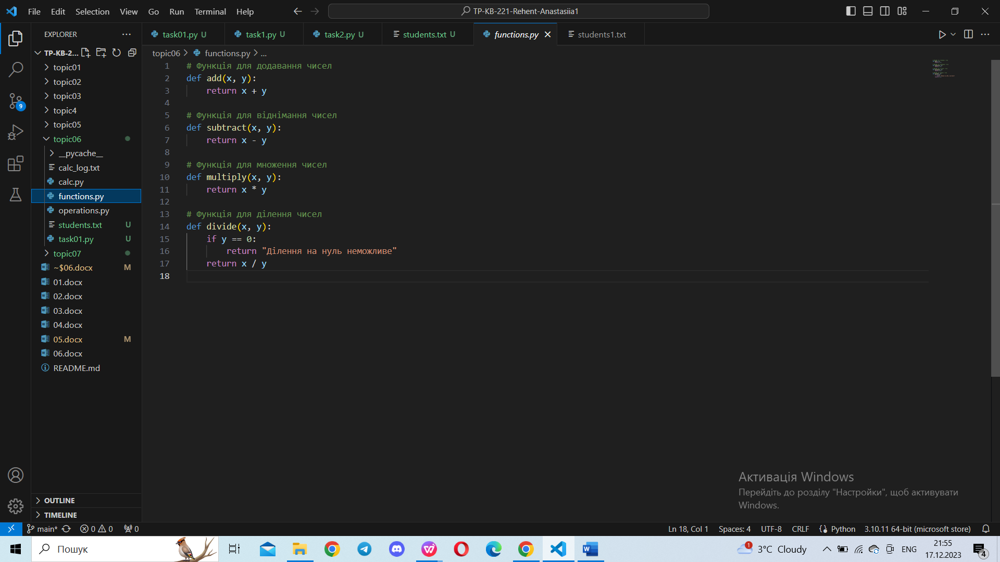 File Edit Selection View Go Run Terminal Help
TP-KB-221-Rehent-Anastasiia1
EXPLORER
TP-KB-2...
topic01
topic02
topic03
topic4
topic05
topic06
__pycache__
calc_log.txt
calc.py
functions.py
operations.py
students.txt U
task01.py U
topic07
~$06.docx M
01.docx
02.docx
03.docx
04.docx
05.docx M
06.docx
README.md
OUTLINE
TIMELINE
9
task01.py U task1.py U task2.py U students.txt U functions.py students1.txt
topic06 > functions.py > ...
1 # Функція для додавання чисел
2 def add(x, y):
3 return x + y
4
5 # Функція для віднімання чисел
6 def subtract(x, y):
7 return x - y
8
9 # Функція для множення чисел
10 def multiply(x, y):
11 return x * y
12
13 # Функція для ділення чисел
14 def divide(x, y):
15 if y == 0:
16 return "Ділення на нуль неможливе"
17 return x / y
18
Активація Windows
Перейдіть до розділу "Настройки", щоб активувати
Windows.
main* 0 0 0 Ln 18, Col 1 Spaces: 4 UTF-8 CRLF Python 3.10.11 64-bit (microsoft store)
Пошук 1 3°C Cloudy ENG 21:55
17.12.2023 4